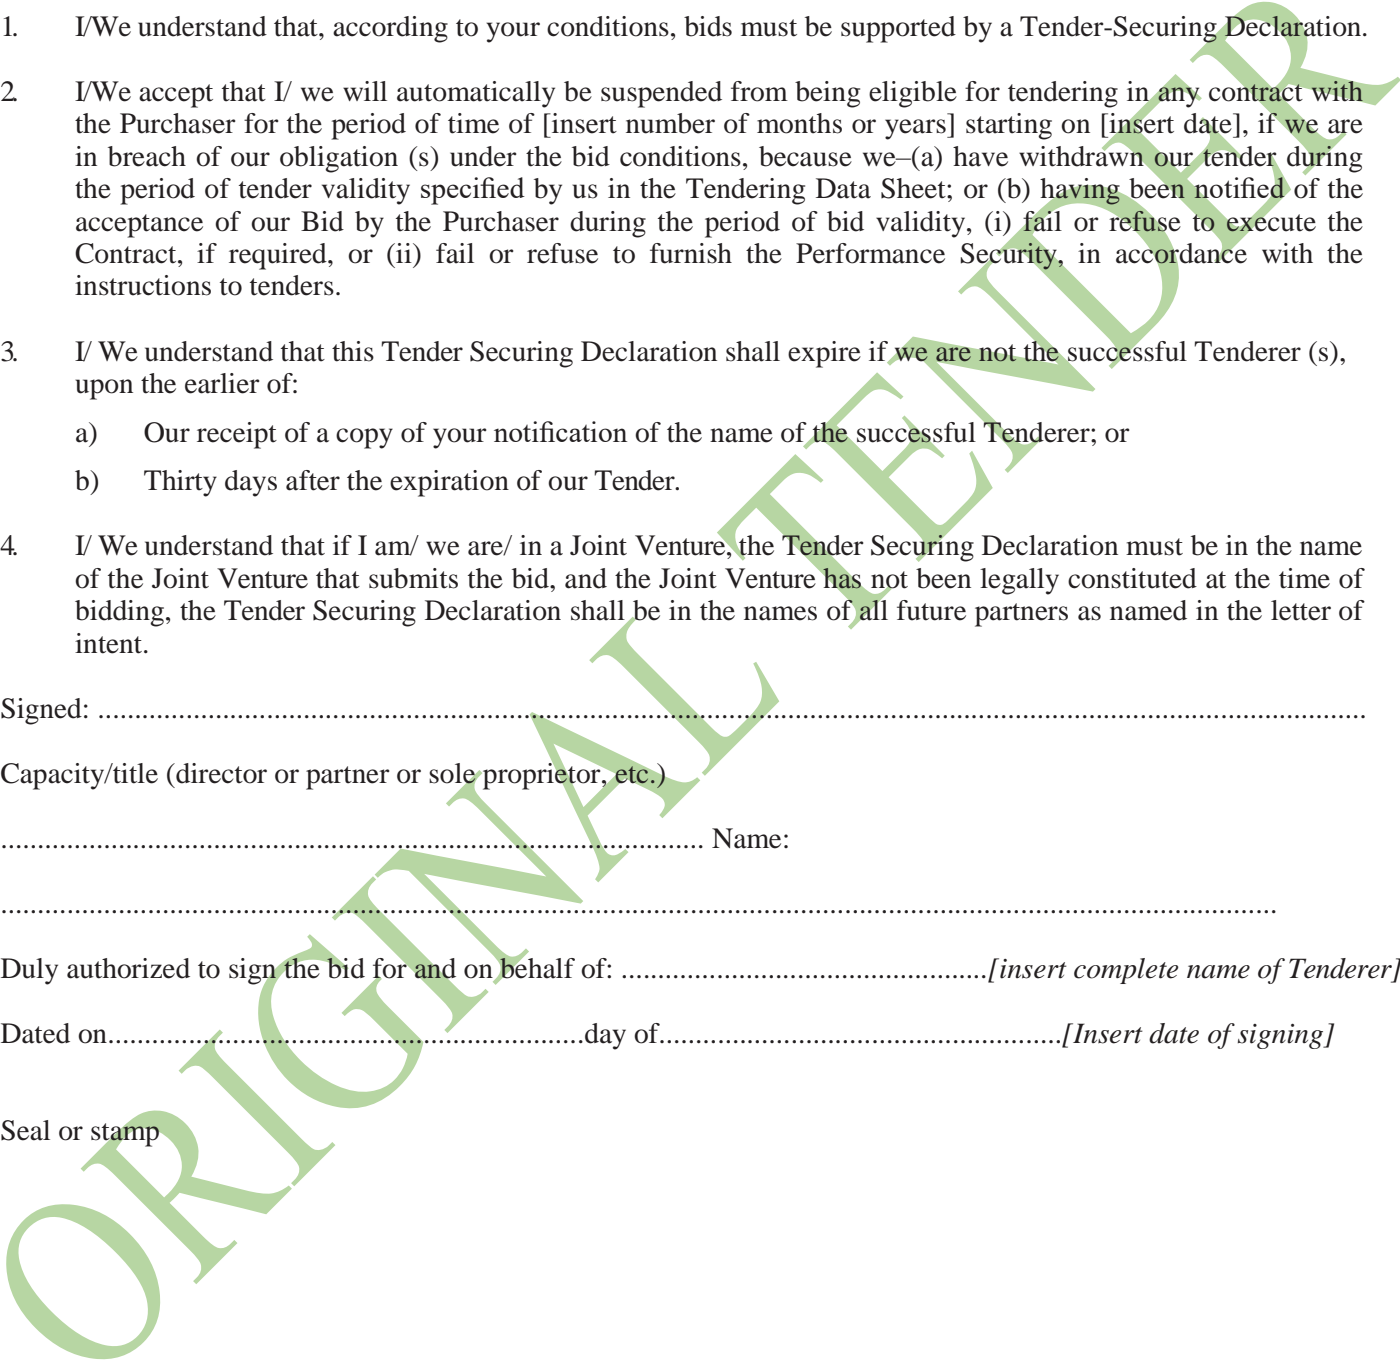 1. I/We understand that, according to your conditions, bids must be supported by a Tender-Securing Declaration.
2. I/We accept that I/ we will automatically be suspended from being eligible for tendering in any contract with
the Purchaser for the period of time of [insert number of months or years] starting on [insert date], if we are
in breach of our obligation (s) under the bid conditions, because we–(a) have withdrawn our tender during
the period of tender validity specified by us in the Tendering Data Sheet; or (b) having been notified of the
acceptance of our Bid by the Purchaser during the period of bid validity, (i) fail or refuse to execute the
Contract, if required, or (ii) fail or refuse to furnish the Performance Security, in accordance with the
instructions to tenders.
3. I/ We understand that this Tender Securing Declaration shall expire if we are not the successful Tenderer (s),
upon the earlier of:
a) Our receipt of a copy of your notification of the name of the successful Tenderer; or
b) Thirty days after the expiration of our Tender.
4. I/ We understand that if I am/ we are/ in a Joint Venture, the Tender Securing Declaration must be in the name
of the Joint Venture that submits the bid, and the Joint Venture has not been legally constituted at the time of
bidding, the Tender Securing Declaration shall be in the names of all future partners as named in the letter of
intent.
Signed: ..........................................................................................................................................................................
Capacity/title (director or partner or sole proprietor, etc.)
................................................................................................ Name:
..............................................................................................................................................................................
Duly authorized to sign the bid for and on behalf of: ..................................................[insert complete name of Tenderer]
Dated on.................................................................day of.......................................................[Insert date of signing]
Seal or stamp
ORIGINAL TENDER